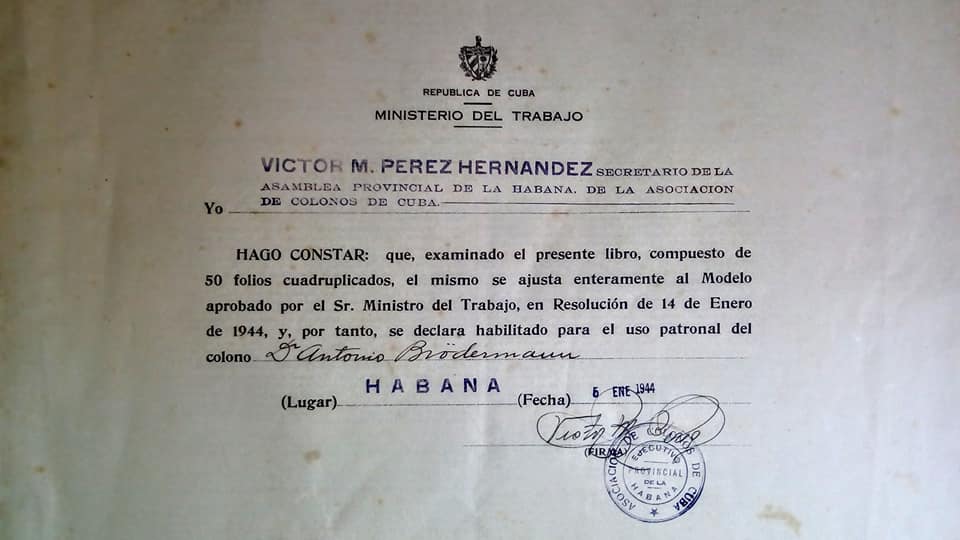 REPUBLICA DE CUBA
MINISTERIO DEL TRABAJO
VICTOR M. PEREZ HERNANDEZ SECRETARIO DE LA
ASAMBLEA PROVINCIAL DE LA HABANA. DE LA ASOCIACION
DE COLONOS DE CUBA.
Yo
HAGO CONSTAR: que, examinado el presente libro, compuesto de
50 folios cuadruplicados, el mismo se ajusta enteramente al Modelo
aprobado por el Sr. Ministro del Trabajo, en Resolución de 14 de Enero
de 1944, y, por tanto, se declara habilitado para el uso patronal del
colono Dr Antonio Brödermann
(Lugar) HABANA (Fecha) 5 ENE 1944
Victor M
(FIRMA)
ASOCIACION DE COLONOS DE CUBA
EJECUTIVO
PROVINCIAL
DE LA
HABANA